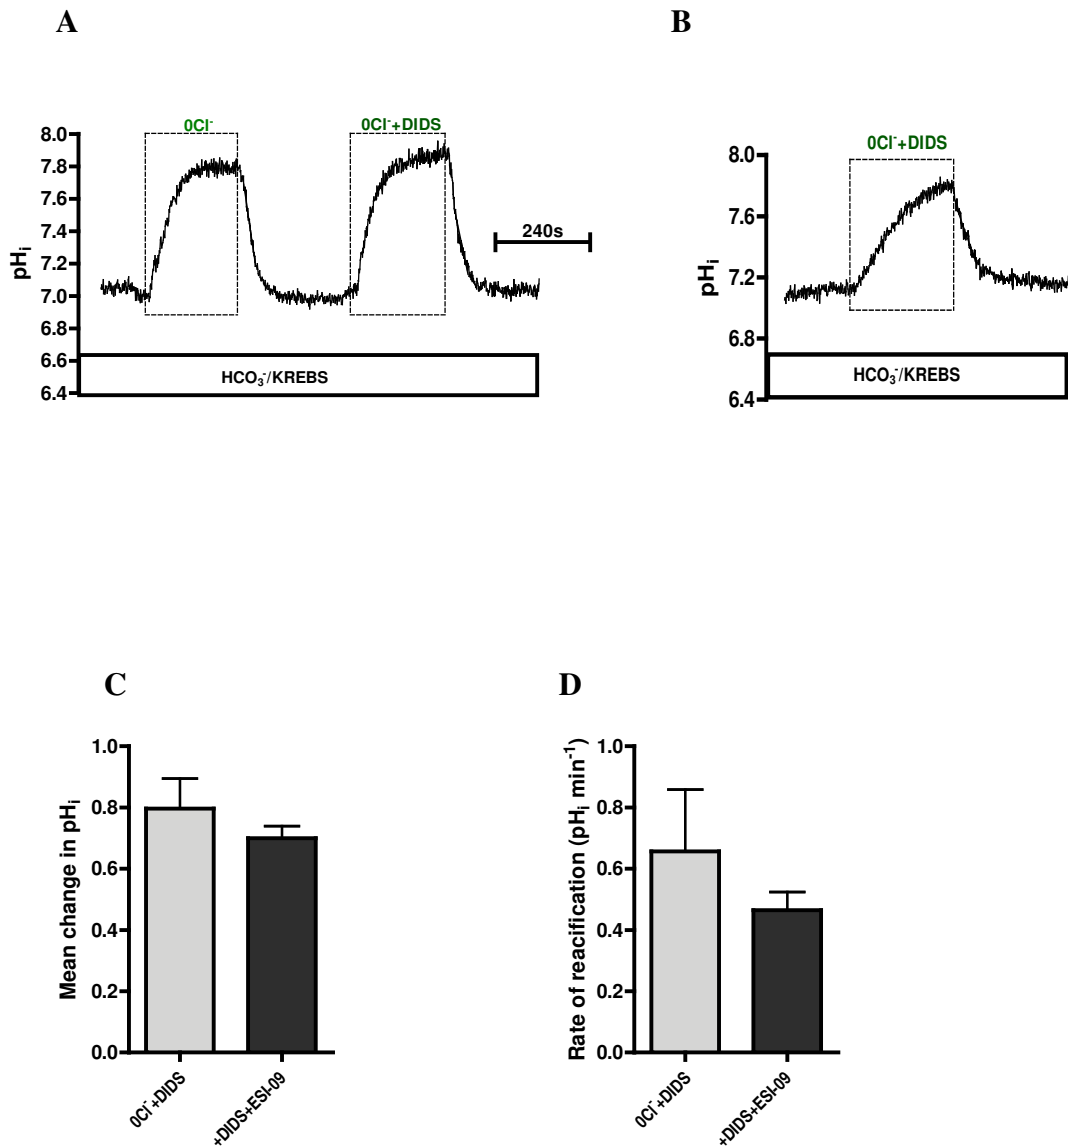 A
B
0Cl⁻
0Cl⁻+DIDS
8.0
7.8
7.6
7.4
7.2
7.0
6.8
6.6
6.4
pHᵢ
240s
HCO₃⁻/KREBS
0Cl⁻+DIDS
8.0
7.6
7.2
6.8
6.4
pHᵢ
HCO₃⁻/KREBS
C
D
1.0
0.8
0.6
0.4
0.2
0.0
Mean change in pHᵢ
0Cl⁻+DIDS
+DIDS+ESI-09
1.0
0.8
0.6
0.4
0.2
0.0
Rate of reacification (pHᵢ min⁻¹)
0Cl⁻+DIDS
+DIDS+ESI-09